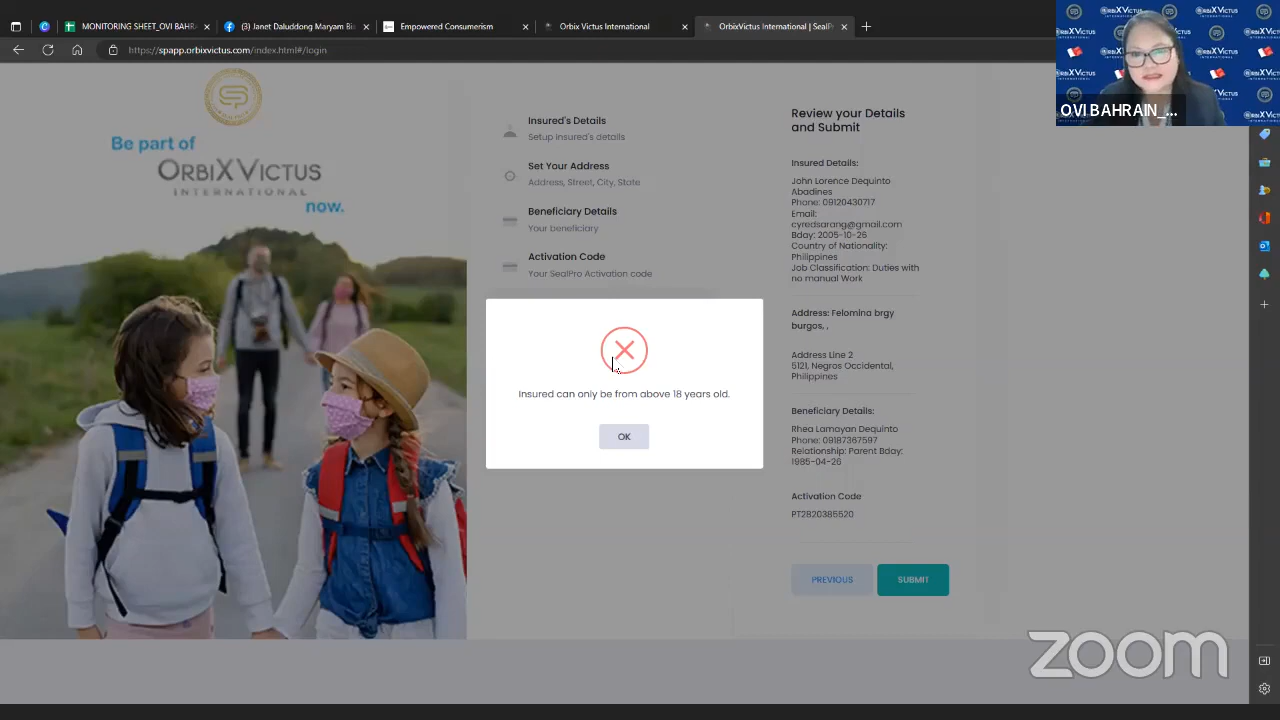 MONITORING SHEET_OVI BAHRA
(3) Janet Daluddong Maryam Bi
Empowered Consumerism
Orbix Victus International
OrbixVictus International | SealP
https://spapp.orbixvictus.com/index.html#/login
Be part of
ORBIXVICTUS
INTERNATIONAL
now.
Insured's Details
Setup insured's details
Set Your Address
Address, Street, City, State
Beneficiary Details
Your beneficiary
Activation Code
Your SealPro Activation code
Insured can only be from above 18 years old.
OK
Review your Details
and Submit
Insured Details:
John Lorence Dequinto
Abadines
Phone: 09120430717
Email:
cyredsarang@gmail.com
Bday: 2005-10-26
Country of Nationality:
Philippines
Job Classification: Duties with
no manual Work
Address: Felomina brgy
burgos, ,
Address Line 2
5121, Negros Occidental,
Philippines
Beneficiary Details:
Rhea Lamayan Dequinto
Phone: 09187367597
Relationship: Parent Bday:
1985-04-26
Activation Code
PT2B20385520
PREVIOUS
SUBMIT
OVI BAHRAIN_...
zoom